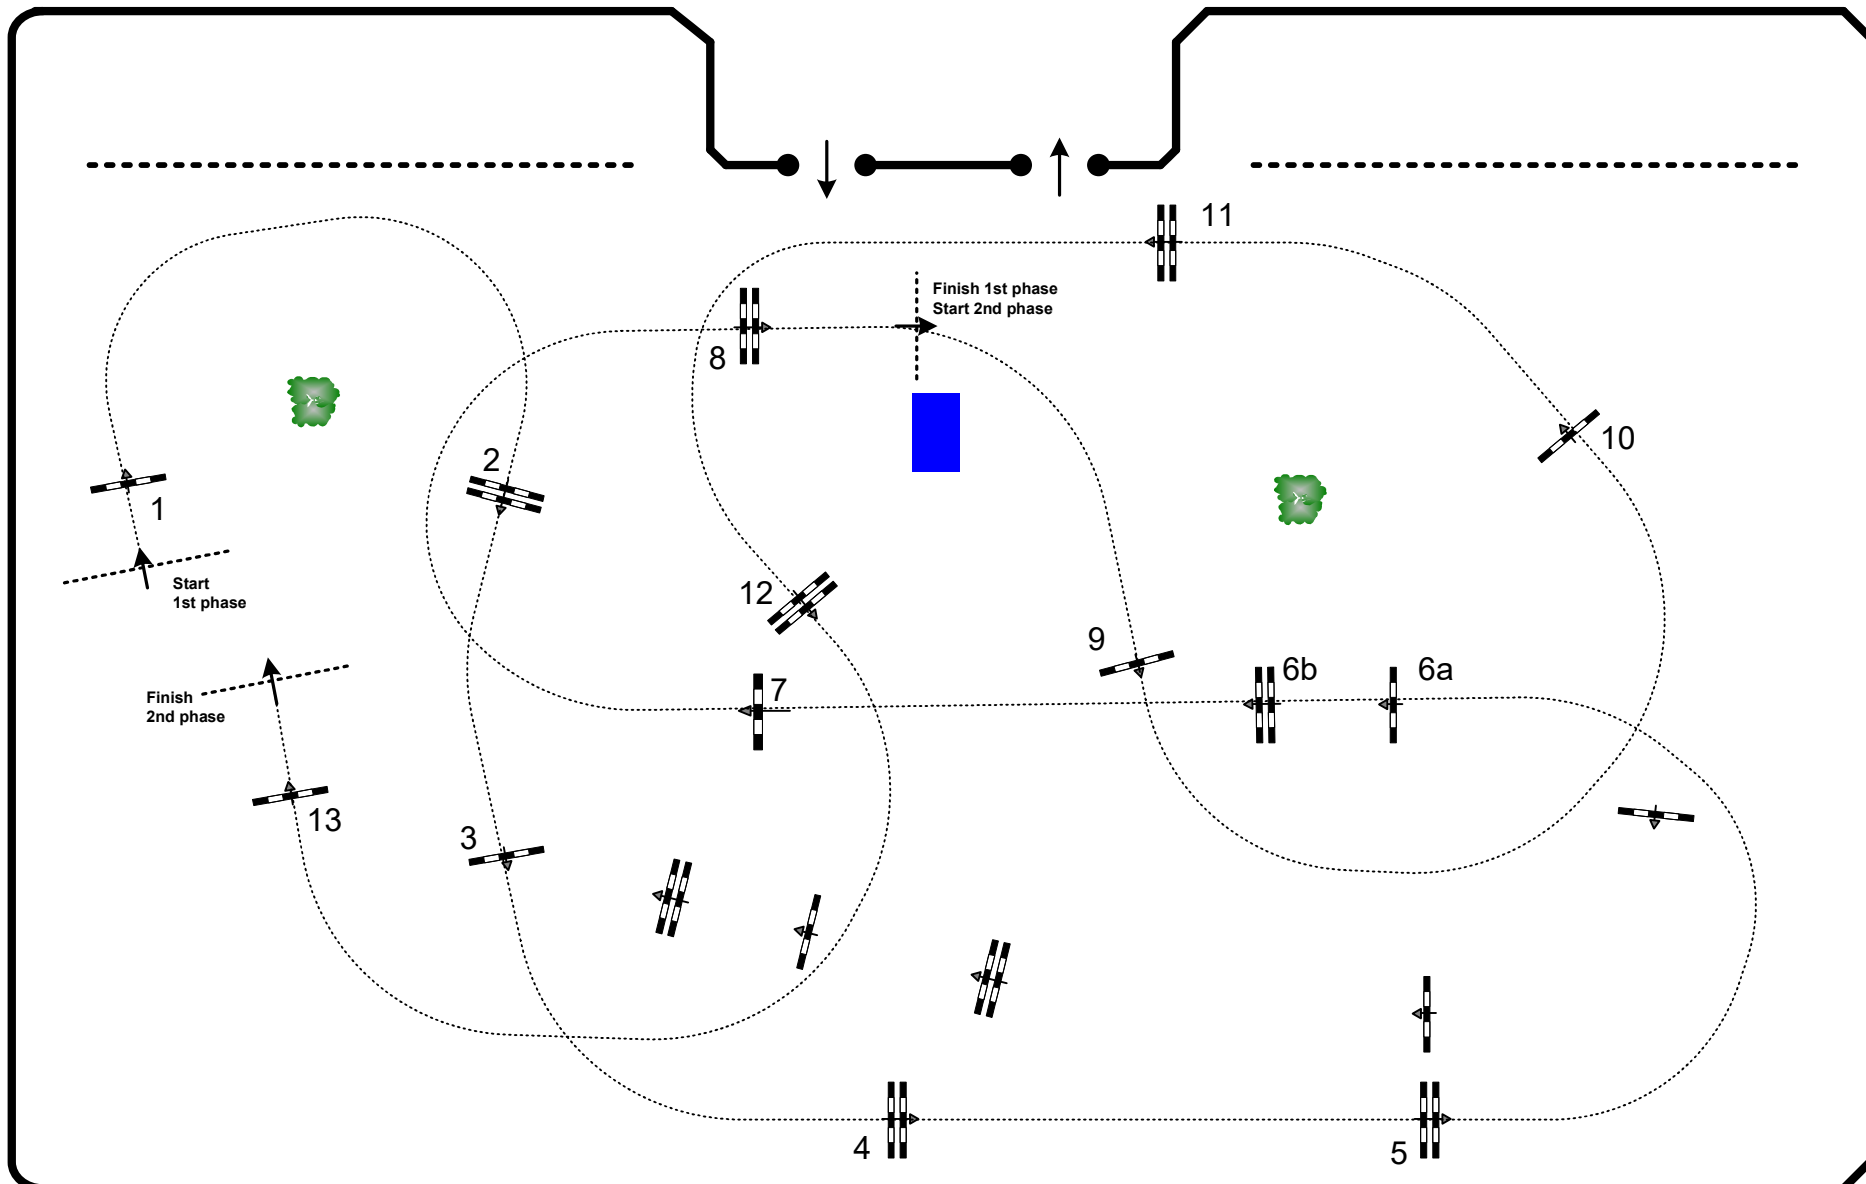 11
Finish 1st phase
Start 2nd phase
8
10
2
1
Start
1st phase
12
9
6b
6a
7
Finish
2nd phase
13
3
4
5